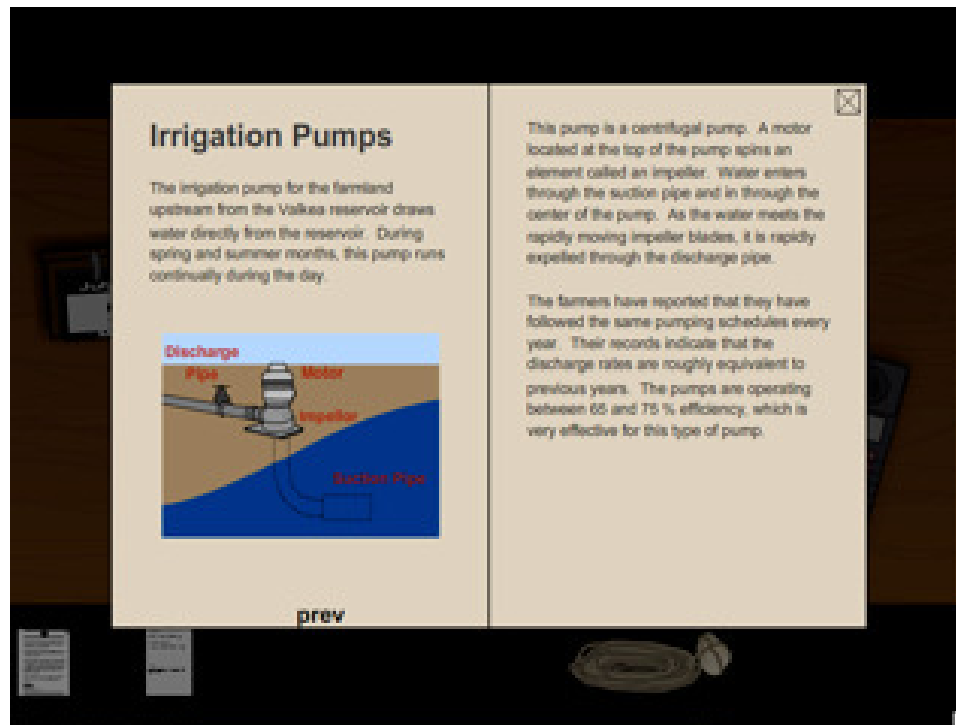 Irrigation Pumps
The irrigation pump for the farmland
upstream from the Valkea reservoir draws
water directly from the reservoir.  During
spring and summer months, this pump runs
continually during the day.
Discharge
Pipe
Motor
Impellor
Suction Pipe
prev
This pump is a centrifugal pump.  A motor
located at the top of the pump spins an
element called an impeller.  Water enters
through the suction pipe and in through the
center of the pump.  As the water meets the
rapidly moving impeller blades, it is rapidly
expelled through the discharge pipe.
The farmers have reported that they have
followed the same pumping schedules every
year.  Their records indicate that the
discharge rates are roughly equivalent to
previous years.  The pumps are operating
between 65 and 75 % efficiency, which is
very effective for this type of pump.